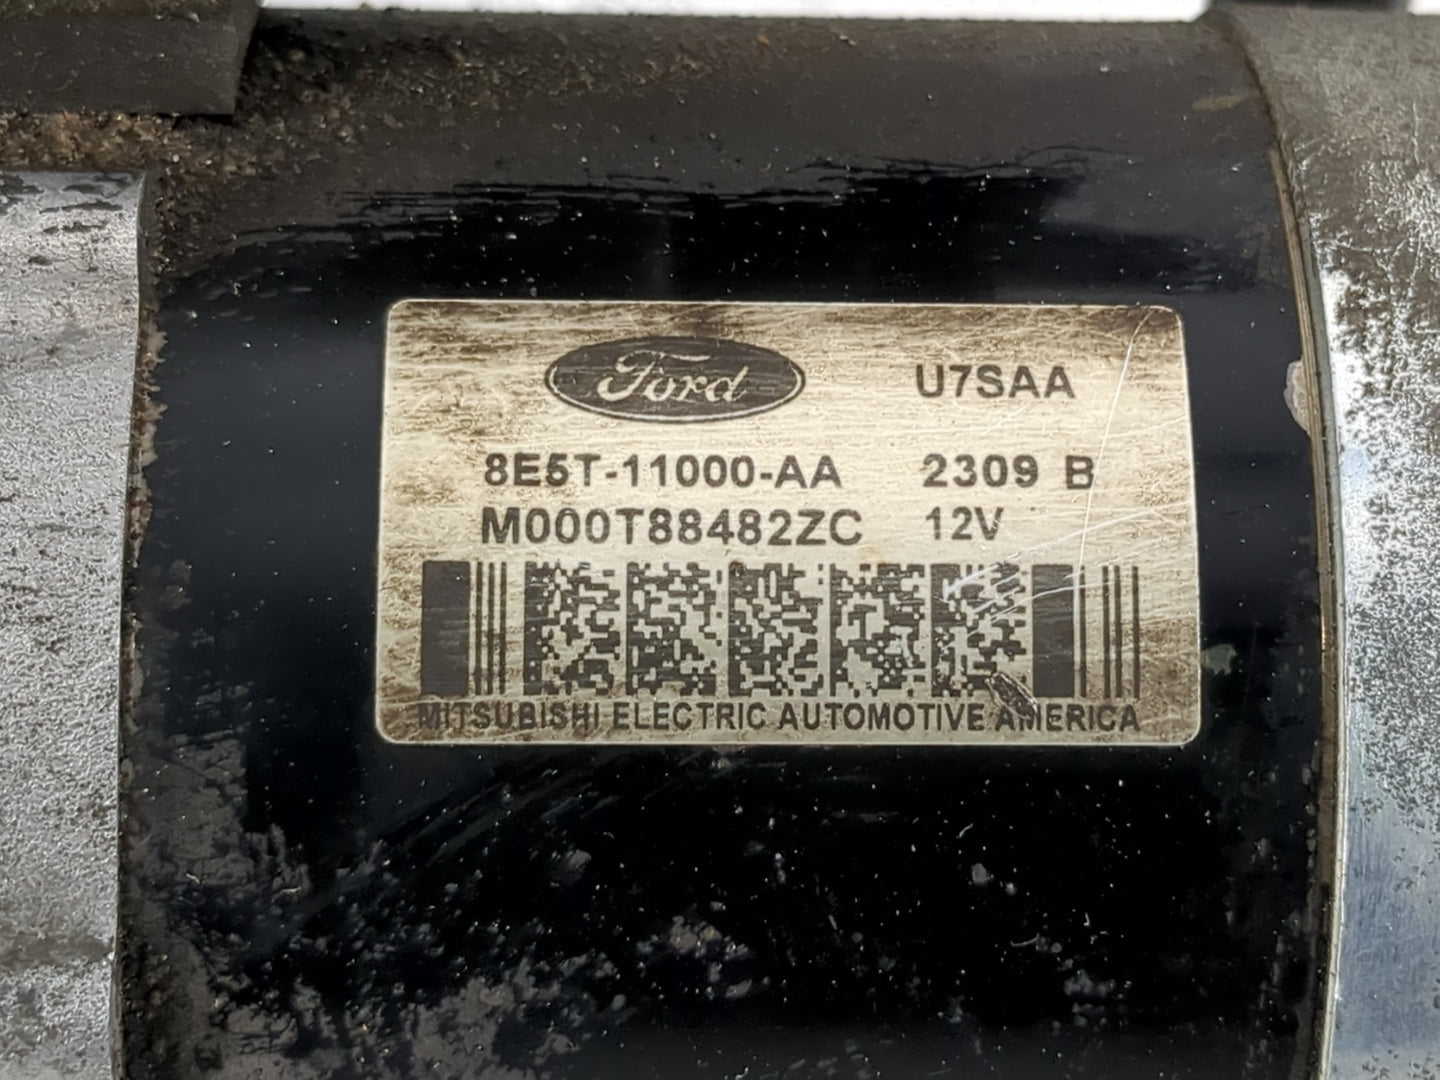 Ford U7SAA
8E5T-11000-AA 2309 B
M000T88482ZC 12V
MITSUBISHI ELECTRIC AUTOMOTIVE AMERICA